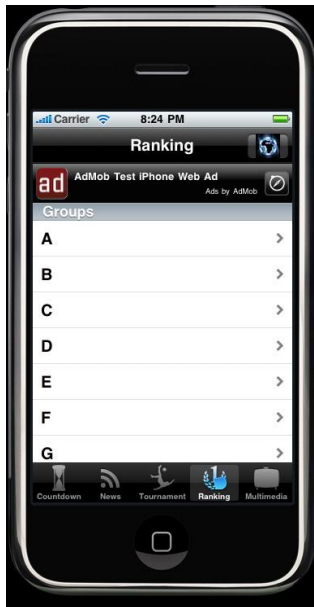 Carrier 8:24 PM
Ranking
ad AdMob Test iPhone Web Ad
Ads by AdMob
Groups
A
B
C
D
E
F
G
Countdown News Tournament Ranking Multimedia